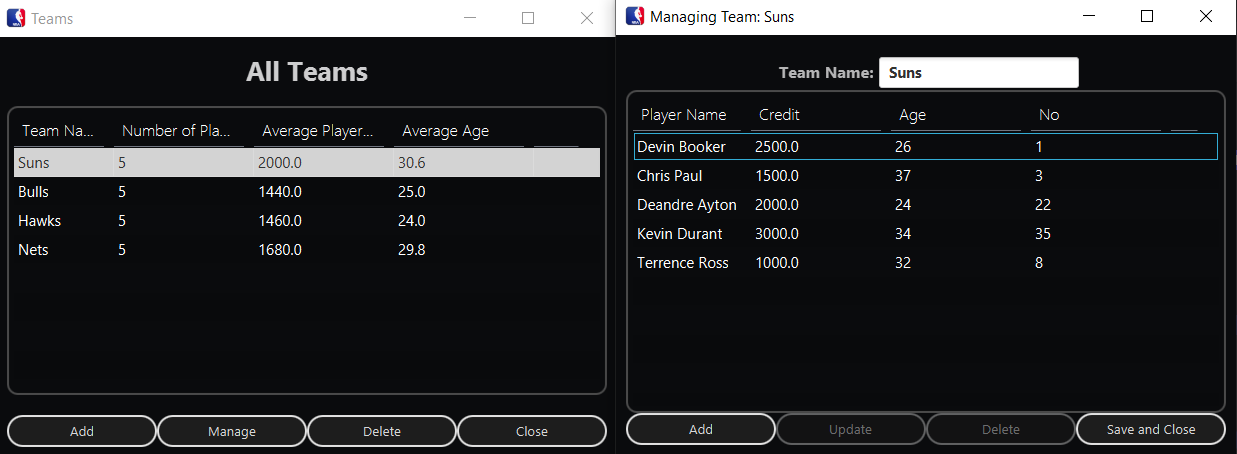 Teams
All Teams
Team Na... Number of Pla... Average Player... Average Age
Suns 5 2000.0 30.6
Bulls 5 1440.0 25.0
Hawks 5 1460.0 24.0
Nets 5 1680.0 29.8
Add Manage Delete Close
Managing Team: Suns
Team Name: Suns
Player Name Credit Age No
Devin Booker 2500.0 26 1
Chris Paul 1500.0 37 3
Deandre Ayton 2000.0 24 22
Kevin Durant 3000.0 34 35
Terrence Ross 1000.0 32 8
Add Update Delete Save and Close